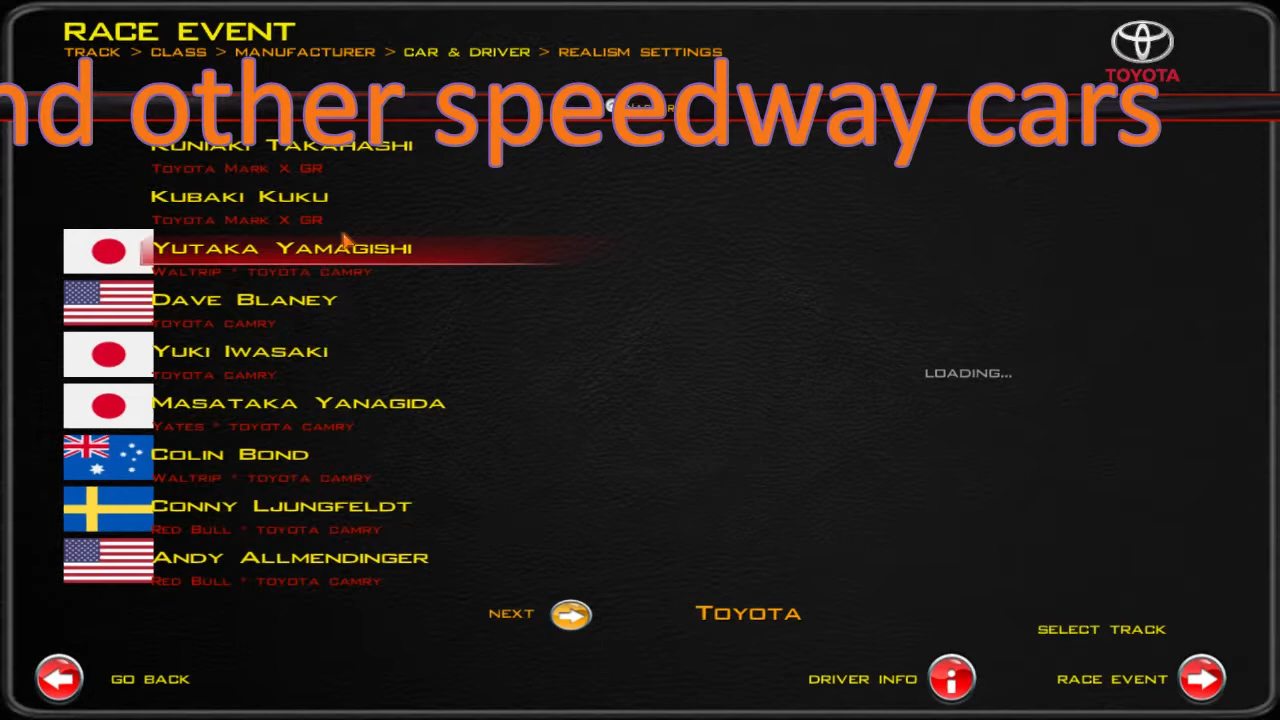 RACE EVENT
TRACK > CLASS > MANUFACTURER > CAR & DRIVER > REALISM SETTINGS
TOYOTA
nd other speedway cars
KUNIAKI TAKAHASHI
TOYOTA MARK X GR
KUBAKI KUKU
TOYOTA MARK X GR
YUTAKA YAMAGISHI
WALTRIP * TOYOTA CAMRY
DAVE BLANEY
TOYOTA CAMRY
YUKI IWASAKI
TOYOTA CAMRY
LOADING...
MASATAKA YANAGIDA
YATES * TOYOTA CAMRY
COLIN BOND
WALTRIP * TOYOTA CAMRY
CONNY LJUNGFELDT
RED BULL * TOYOTA CAMRY
ANDY ALLMENDINGER
RED BULL * TOYOTA CAMRY
NEXT
TOYOTA
SELECT TRACK
GO BACK
DRIVER INFO
RACE EVENT